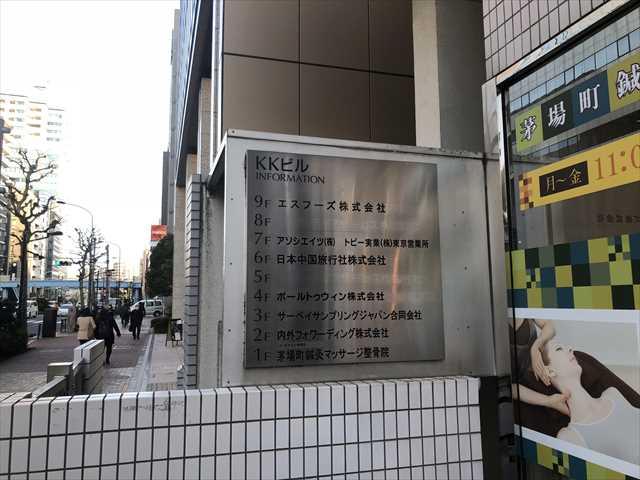 KKビル
INFORMATION
9F エスフーズ株式会社
8F
7F アソシエイツ(株) トピー実業(株)東京営業所
6F 日本中国旅行社株式会社
5F
4F ポールトゥウィン株式会社
3F サーベイサンプリングジャパン合同会社
2F 内外フォワーディング株式会社
1F 茅場町鍼灸マッサージ整骨院
茅場町鍼
月〜金 11:0